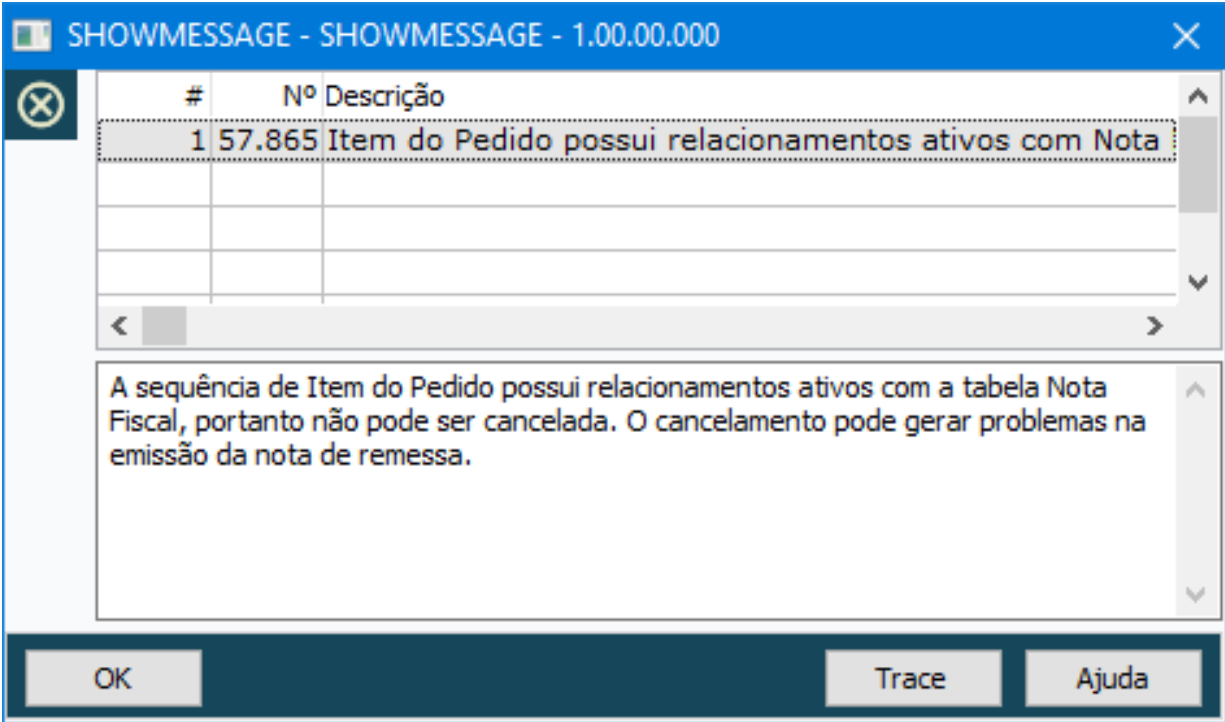 SHOWMESSAGE - SHOWMESSAGE - 1.00.00.000
# Nº Descrição
1 57.865 Item do Pedido possui relacionamentos ativos com Nota
A sequência de Item do Pedido possui relacionamentos ativos com a tabela Nota
Fiscal, portanto não pode ser cancelada. O cancelamento pode gerar problemas na
emissão da nota de remessa.
OK Trace Ajuda